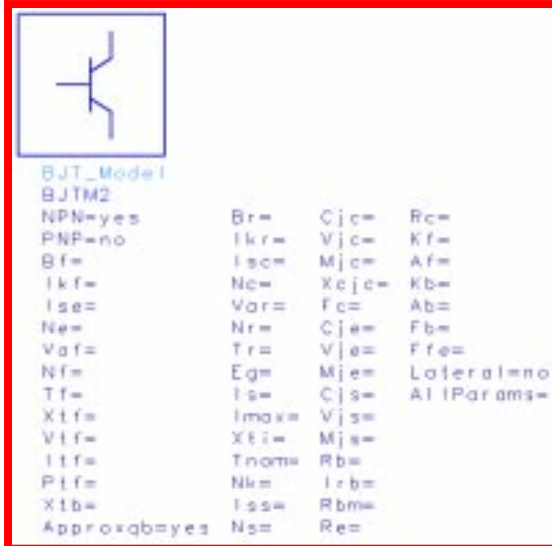 BJT_Model
BJTM2
NPN=yes Br= Cjc= Rc=
PNP=no Ikr= Vjc= Kf=
Bf= Isc= Mjc= Af=
Ikf= Nc= Xcjc= Kb=
Ise= Var= Fc= Ab=
Ne= Nr= Cje= Fb=
Vaf= Tr= Vje= Ffe=
Nf= Eg= Mje= Lateral=no
Tf= Is= Cjs= AllParams=
Xtf= Imax= Vjs=
Vtf= Xti= Mjs=
Itf= Tnom= Rb=
Ptf= Nk= Irb=
Xtb= Iss= Rbm=
Approxqb=yes Ns= Re=